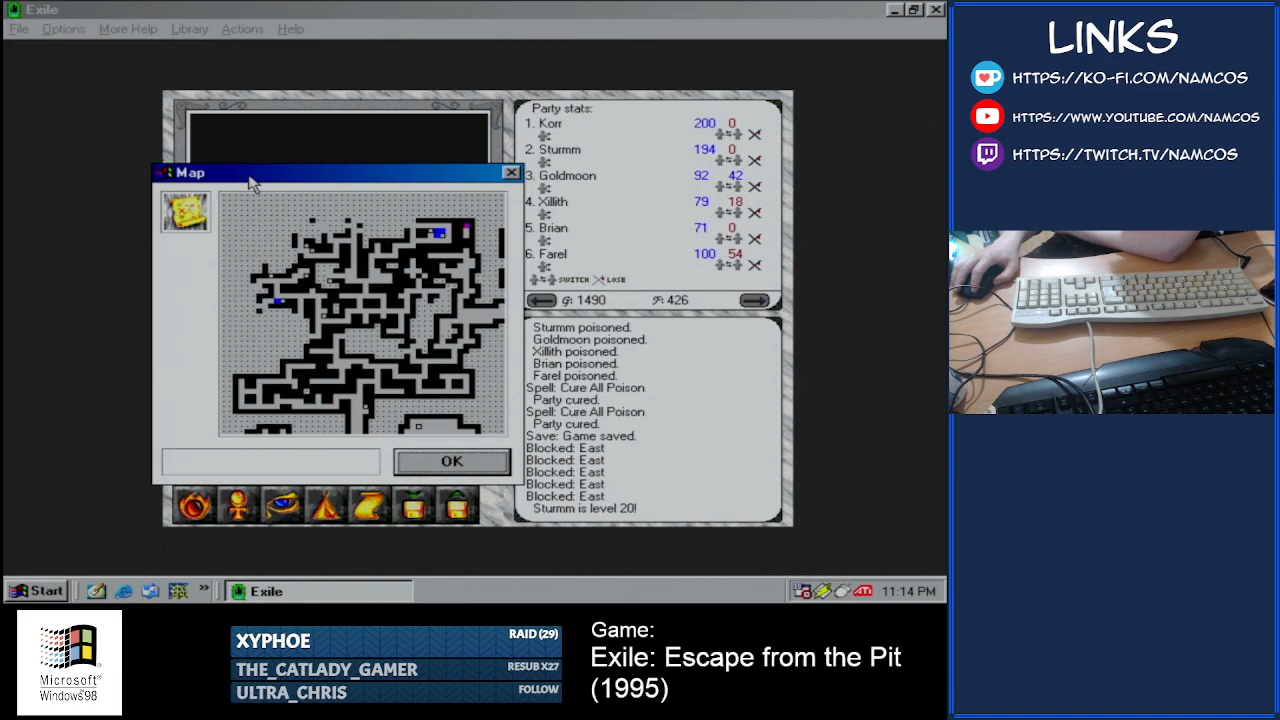 Exile
File Options More Help Library Actions Help
Party stats:
1. Korr 200 0
2. Sturmm 194 0
3. Goldmoon 92 42
4. Xillith 79 18
5. Brian 71 0
6. Farel 100 54
SWITCH LOSE
G: 1490 F: 426
Map
OK
Sturmm poisoned.
Goldmoon poisoned.
Xillith poisoned.
Brian poisoned.
Farel poisoned.
Spell: Cure All Poison
Party cured.
Spell: Cure All Poison
Party cured.
Save: Game saved.
Blocked: East
Blocked: East
Blocked: East
Blocked: East
Blocked: East
Sturmm is level 20!
Start
»
Exile
ATI
11:14 PM
LINKS
HTTPS://KO-FI.COM/NAMCOS
HTTPS://WWW.YOUTUBE.COM/NAMCOS
HTTPS://TWITCH.TV/NAMCOS
Microsoft
Windows98
XYPHOE RAID (29)
THE_CATLADY_GAMER RESUB X27
ULTRA_CHRIS FOLLOW
Game:
Exile: Escape from the Pit
(1995)